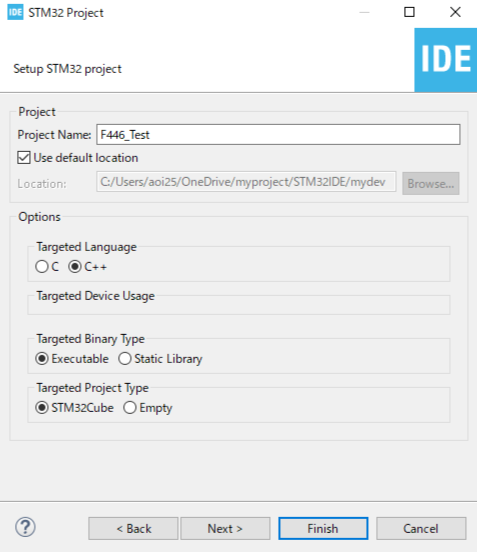 IDE STM32 Project
Setup STM32 project
IDE
Project
Project Name: F446_Test
Use default location
Location: C:/Users/aoi25/OneDrive/myproject/STM32IDE/mydev Browse...
Options
Targeted Language
C C++
Targeted Device Usage
Targeted Binary Type
Executable Static Library
Targeted Project Type
STM32Cube Empty
? < Back Next > Finish Cancel